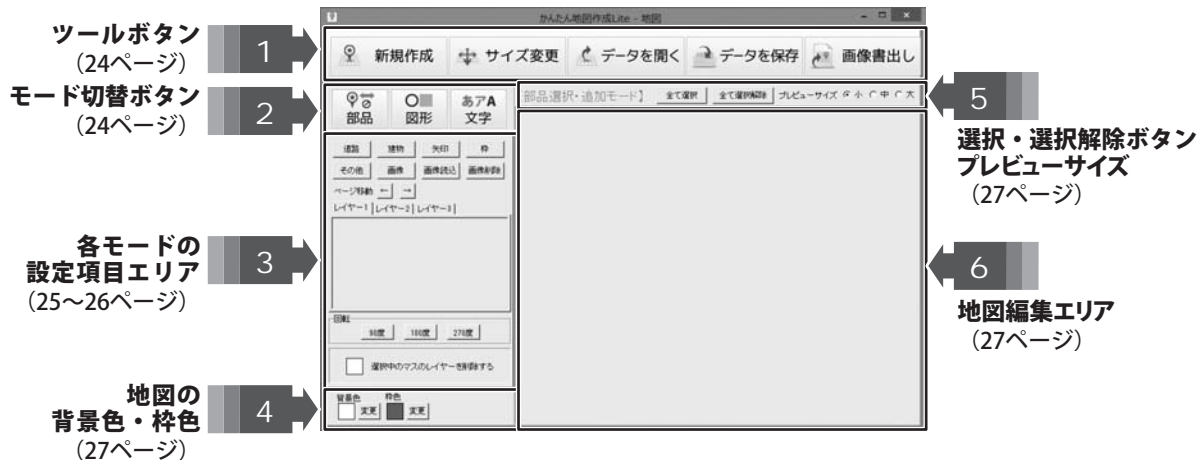 かんたん地図作成Lite - 地図
ツールボタン
（24ページ）
1
新規作成 サイズ変更 データを開く データを保存 画像書出し
モード切替ボタン
（24ページ）
2
部品 図形 あアA 文字
【部品選択・追加モード】 全て選択 全て選択解除 プレビューサイズ 小 中 大
5
選択・選択解除ボタン
プレビューサイズ
（27ページ）
各モードの
設定項目エリア
（25～26ページ）
3
道路 建物 矢印 枠
その他 画像 画像読込 画像削除
ページ移動 ← →
レイヤー1 レイヤー2 レイヤー3
回転
90度 180度 270度
選択中のマスのレイヤーを削除する
6
地図編集エリア
（27ページ）
地図の
背景色・枠色
（27ページ）
4
背景色 枠色
変更 変更